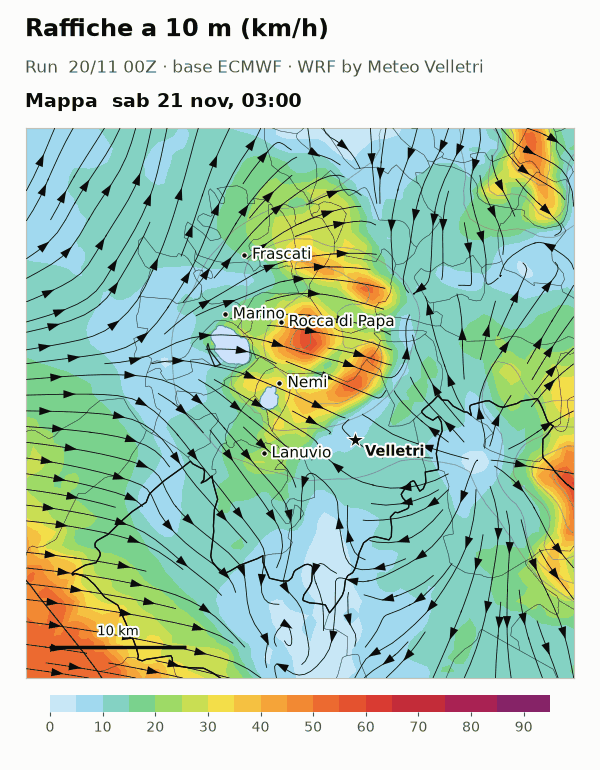 Raffiche a 10 m (km/h)
Run  20/11 00Z · base ECMWF · WRF by Meteo Velletri
Mappa  sab 21 nov, 03:00
Frascati
Marino
Rocca di Papa
Nemi
Velletri
Lanuvio
10 km
0 10 20 30 40 50 60 70 80 90